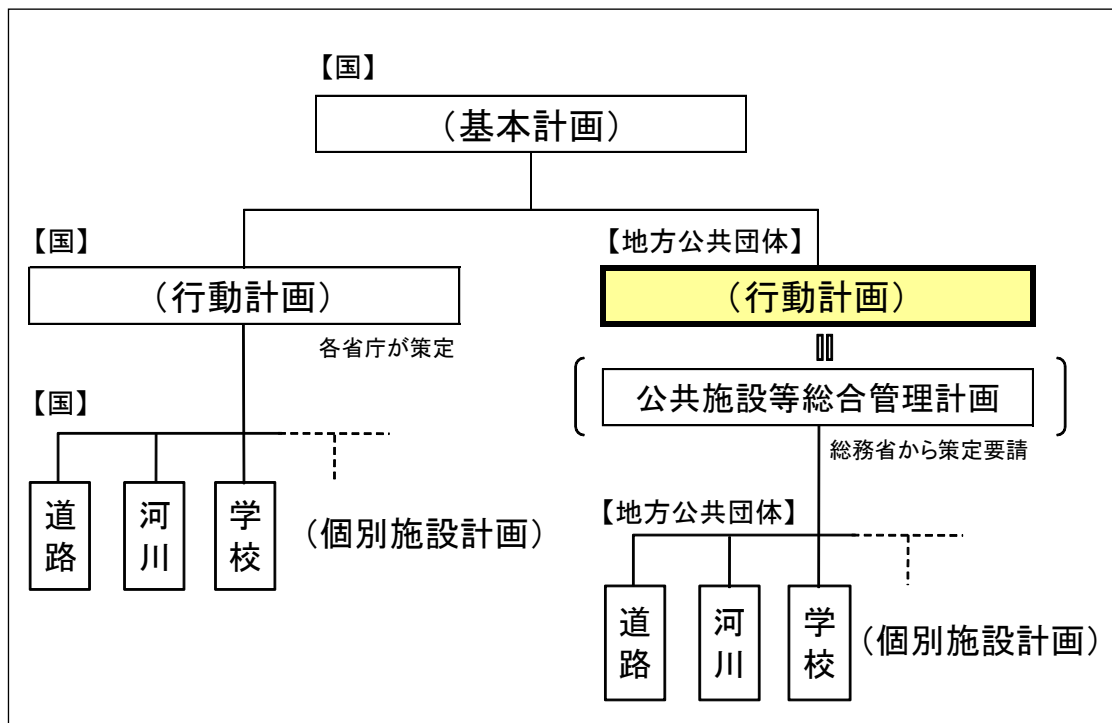 【国】
（基本計画）
【国】
（行動計画）
各省庁が策定
【国】
道路
河川
学校
（個別施設計画）
【地方公共団体】
（行動計画）
公共施設等総合管理計画
総務省から策定要請
【地方公共団体】
道路
河川
学校
（個別施設計画）